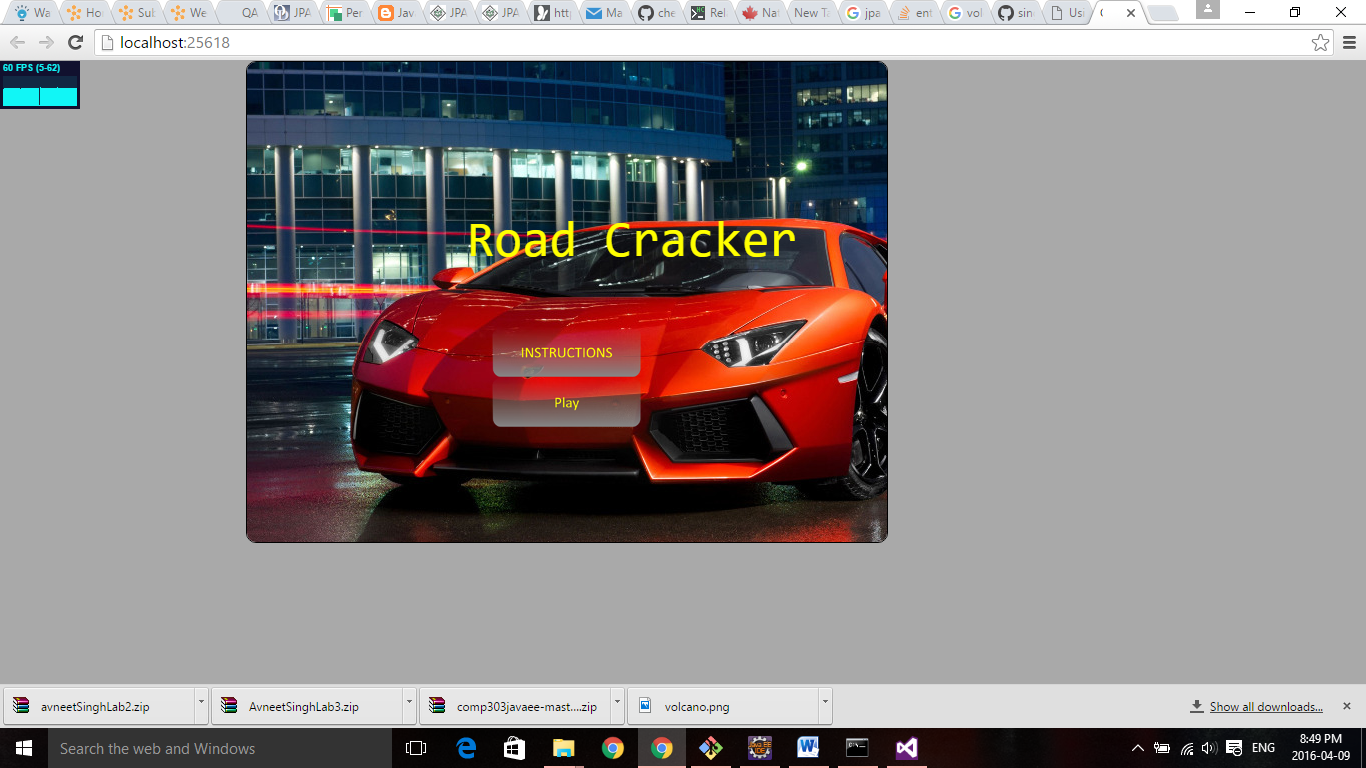 Wa
Ho
Sul
We
QA
JPA
Per
Jav
JPA
JPA
http
Ma
che
Rel
Nat
New Ta
jpa
ent
vol
sin
Usi
localhost:25618
60 FPS (5-62)
Road Cracker
INSTRUCTIONS
Play
avneetSinghLab2.zip
AvneetSinghLab3.zip
comp303javaee-mast....zip
volcano.png
Show all downloads...
Search the web and Windows
ENG
8:49 PM
2016-04-09